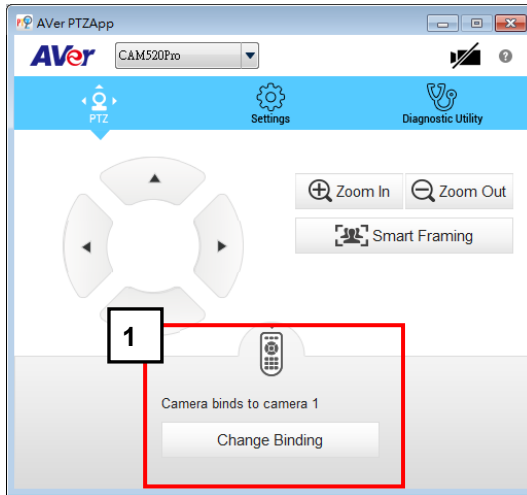 AVer PTZApp
AVer CAM520Pro
PTZ Settings Diagnostic Utility
Zoom In Zoom Out
Smart Framing
1
Camera binds to camera 1
Change Binding